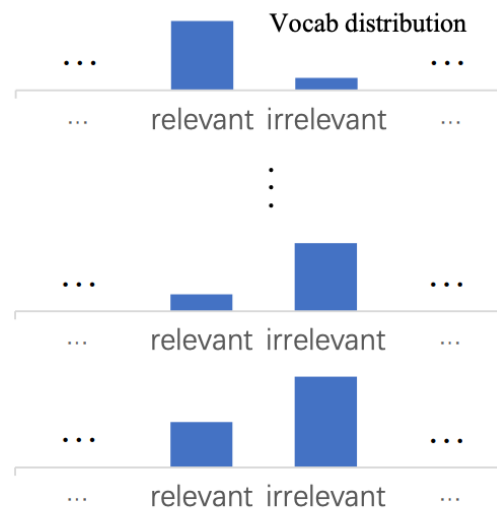 Vocab distribution
... ...
... relevant irrelevant ...
⋮
... ...
... relevant irrelevant ...
... ...
... relevant irrelevant ...